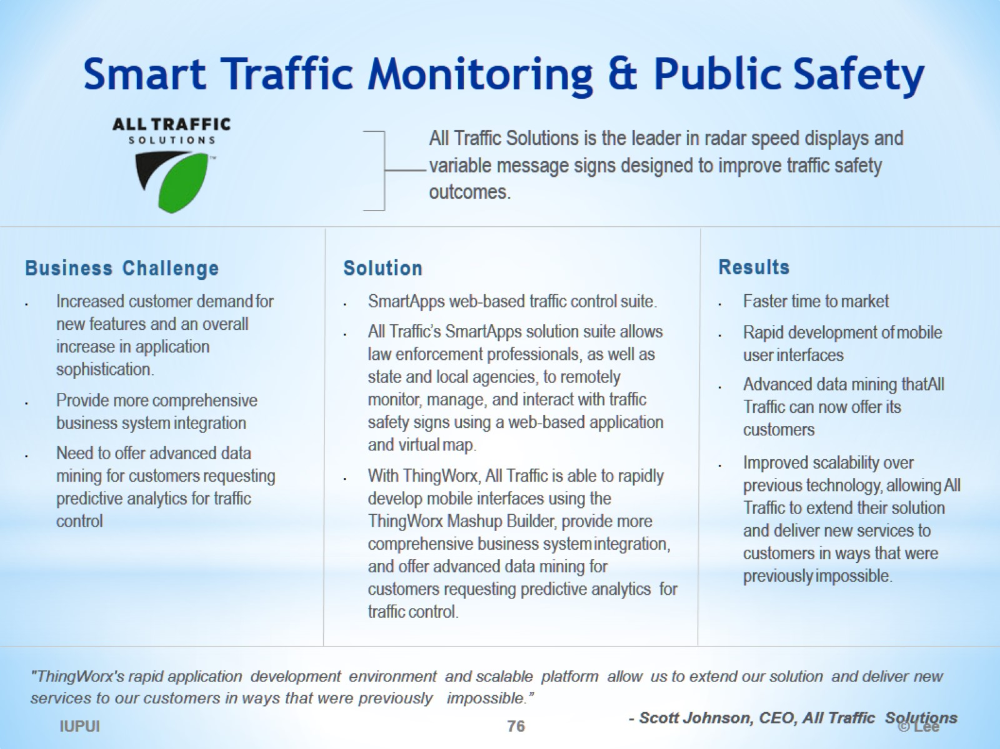 Smart Traffic Monitoring & Public Safety
ALL TRAFFIC
SOLUTIONS
™
All Traffic Solutions is the leader in radar speed displays and
variable message signs designed to improve traffic safety
outcomes.
Business Challenge
· Increased customer demand for
new features and an overall
increase in application
sophistication.
· Provide more comprehensive
business system integration
· Need to offer advanced data
mining for customers requesting
predictive analytics for traffic
control
Solution
· SmartApps web-based traffic control suite.
· All Traffic’s SmartApps solution suite allows
law enforcement professionals, as well as
state and local agencies, to remotely
monitor, manage, and interact with traffic
safety signs using a web-based application
and virtual map.
· With ThingWorx, All Traffic is able to rapidly
develop mobile interfaces using the
ThingWorx Mashup Builder, provide more
comprehensive business system integration,
and offer advanced data mining for
customers requesting predictive analytics for
traffic control.
Results
· Faster time to market
· Rapid development of mobile
user interfaces
· Advanced data mining thatAll
Traffic can now offer its
customers
· Improved scalability over
previous technology, allowing All
Traffic to extend their solution
and deliver new services to
customers in ways that were
previously impossible.
"ThingWorx's rapid application development environment and scalable platform allow us to extend our solution and deliver new
services to our customers in ways that were previously impossible.”
- Scott Johnson, CEO, All Traffic Solutions
IUPUI
76
© Lee